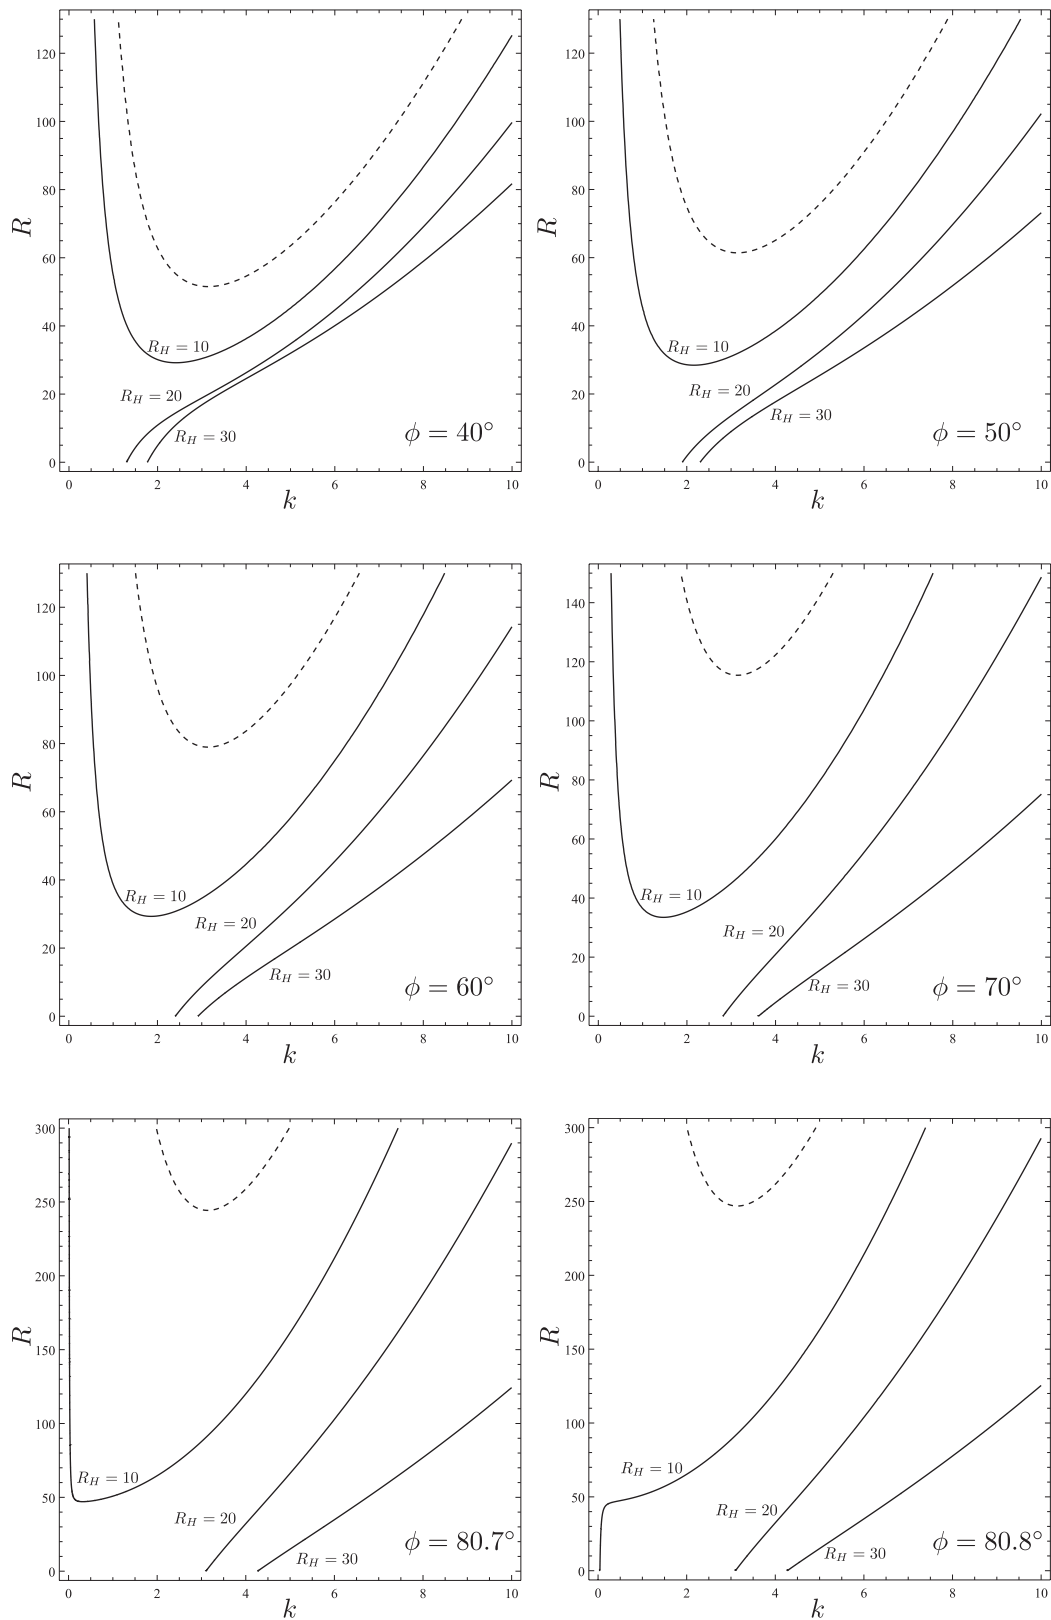 120
100
80
60
40
20
0
R
R_H = 10
R_H = 20
R_H = 30
ϕ = 40°
0 2 4 6 8 10
k
120
100
80
60
40
20
0
R
R_H = 10
R_H = 20
R_H = 30
ϕ = 50°
0 2 4 6 8 10
k
120
100
80
60
40
20
0
R
R_H = 10
R_H = 20
R_H = 30
ϕ = 60°
0 2 4 6 8 10
k
140
120
100
80
60
40
20
0
R
R_H = 10
R_H = 20
R_H = 30
ϕ = 70°
0 2 4 6 8 10
k
300
250
200
150
100
50
0
R
R_H = 10
R_H = 20
R_H = 30
ϕ = 80.7°
0 2 4 6 8 10
k
300
250
200
150
100
50
0
R
R_H = 10
R_H = 20
R_H = 30
ϕ = 80.8°
0 2 4 6 8 10
k